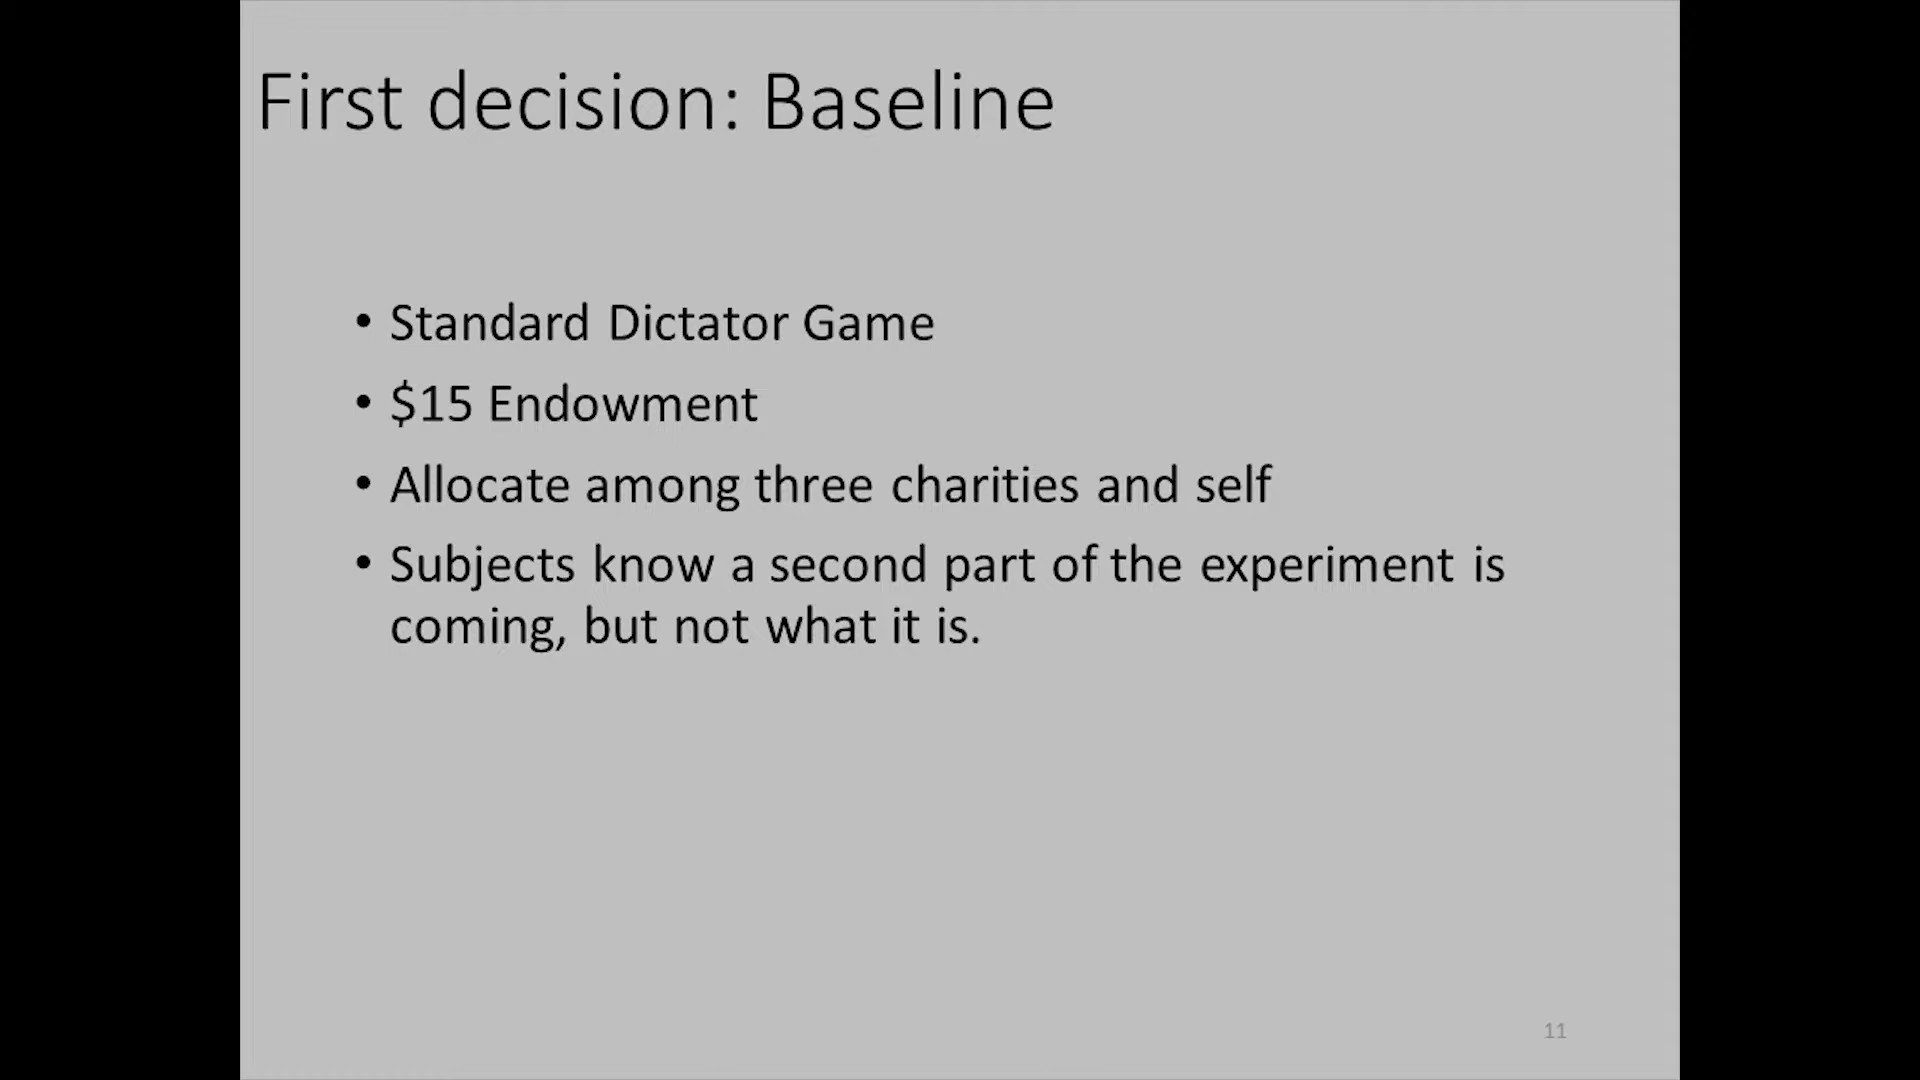 First decision: Baseline
• Standard Dictator Game
• $15 Endowment
• Allocate among three charities and self
• Subjects know a second part of the experiment is
coming, but not what it is.
11